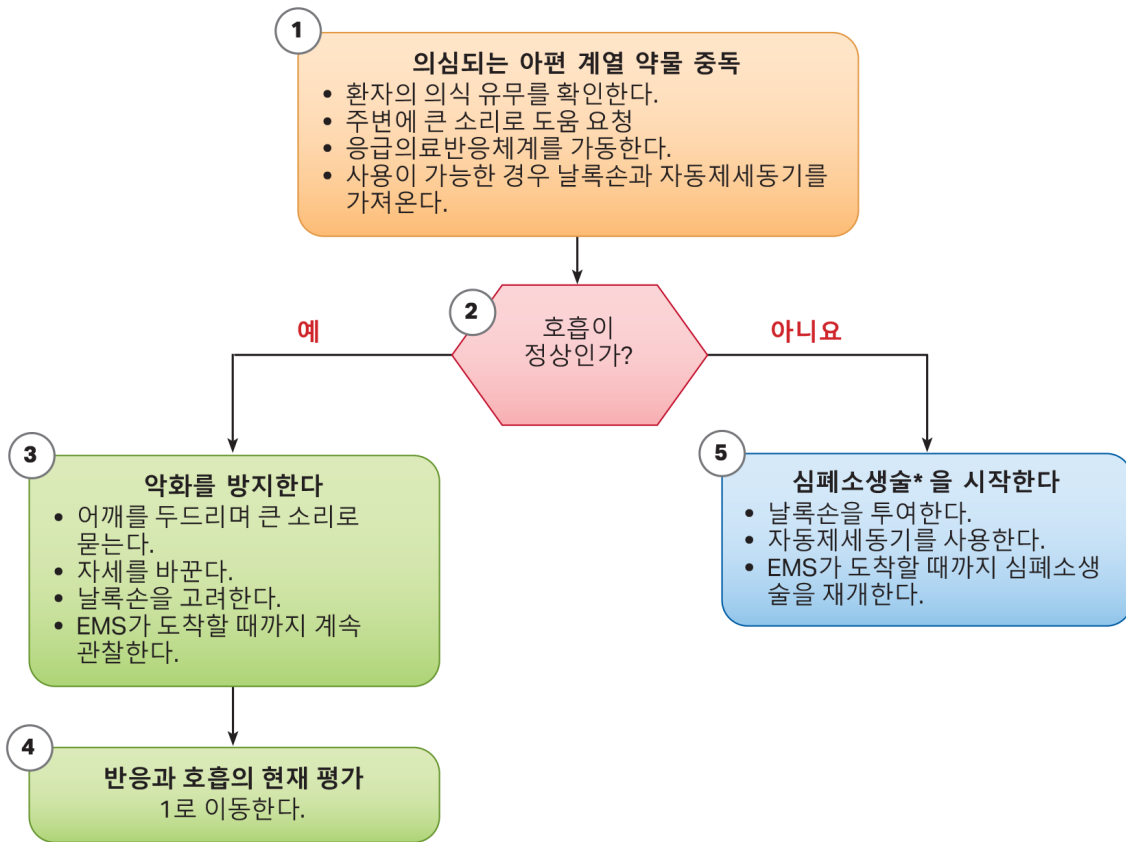 1
의심되는 아편 계열 약물 중독
• 환자의 의식 유무를 확인한다.
• 주변에 큰 소리로 도움 요청
• 응급의료반응체계를 가동한다.
• 사용이 가능한 경우 날록손과 자동제세동기를
가져온다.
2
호흡이
정상인가?
예
아니요
3
악화를 방지한다
• 어깨를 두드리며 큰 소리로
묻는다.
• 자세를 바꾼다.
• 날록손을 고려한다.
• EMS가 도착할 때까지 계속
관찰한다.
4
반응과 호흡의 현재 평가
1로 이동한다.
5
심폐소생술* 을 시작한다
• 날록손을 투여한다.
• 자동제세동기를 사용한다.
• EMS가 도착할 때까지 심폐소생
술을 재개한다.